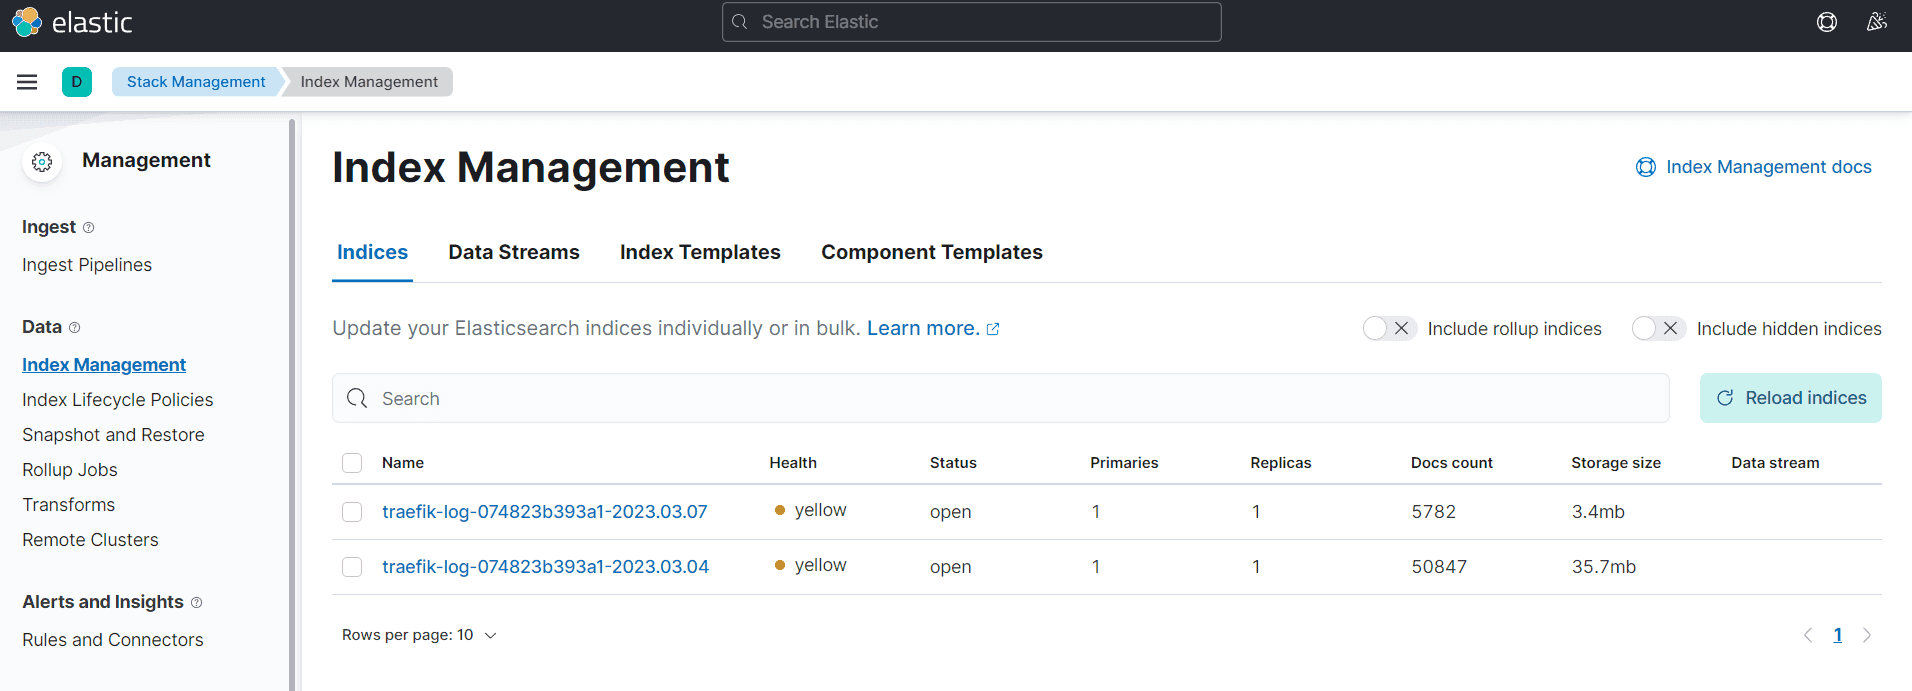 elastic
Search Elastic
D
Stack Management
Index Management
Management
Ingest
Ingest Pipelines
Data
Index Management
Index Lifecycle Policies
Snapshot and Restore
Rollup Jobs
Transforms
Remote Clusters
Alerts and Insights
Rules and Connectors
Index Management
Index Management docs
Indices Data Streams Index Templates Component Templates
Update your Elasticsearch indices individually or in bulk. Learn more.
Include rollup indices
Include hidden indices
Search
Reload indices
Name Health Status Primaries Replicas Docs count Storage size Data stream
traefik-log-074823b393a1-2023.03.07 yellow open 1 1 5782 3.4mb
traefik-log-074823b393a1-2023.03.04 yellow open 1 1 50847 35.7mb
Rows per page: 10
1